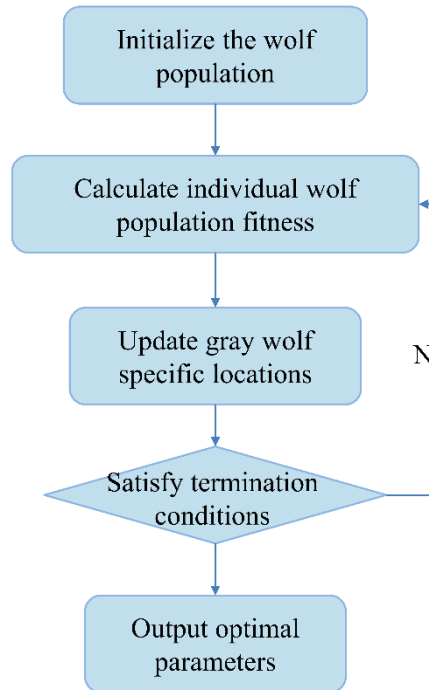 Initialize the wolf
population
Calculate individual wolf
population fitness
Update gray wolf
specific locations
N
Satisfy termination
conditions
Output optimal
parameters